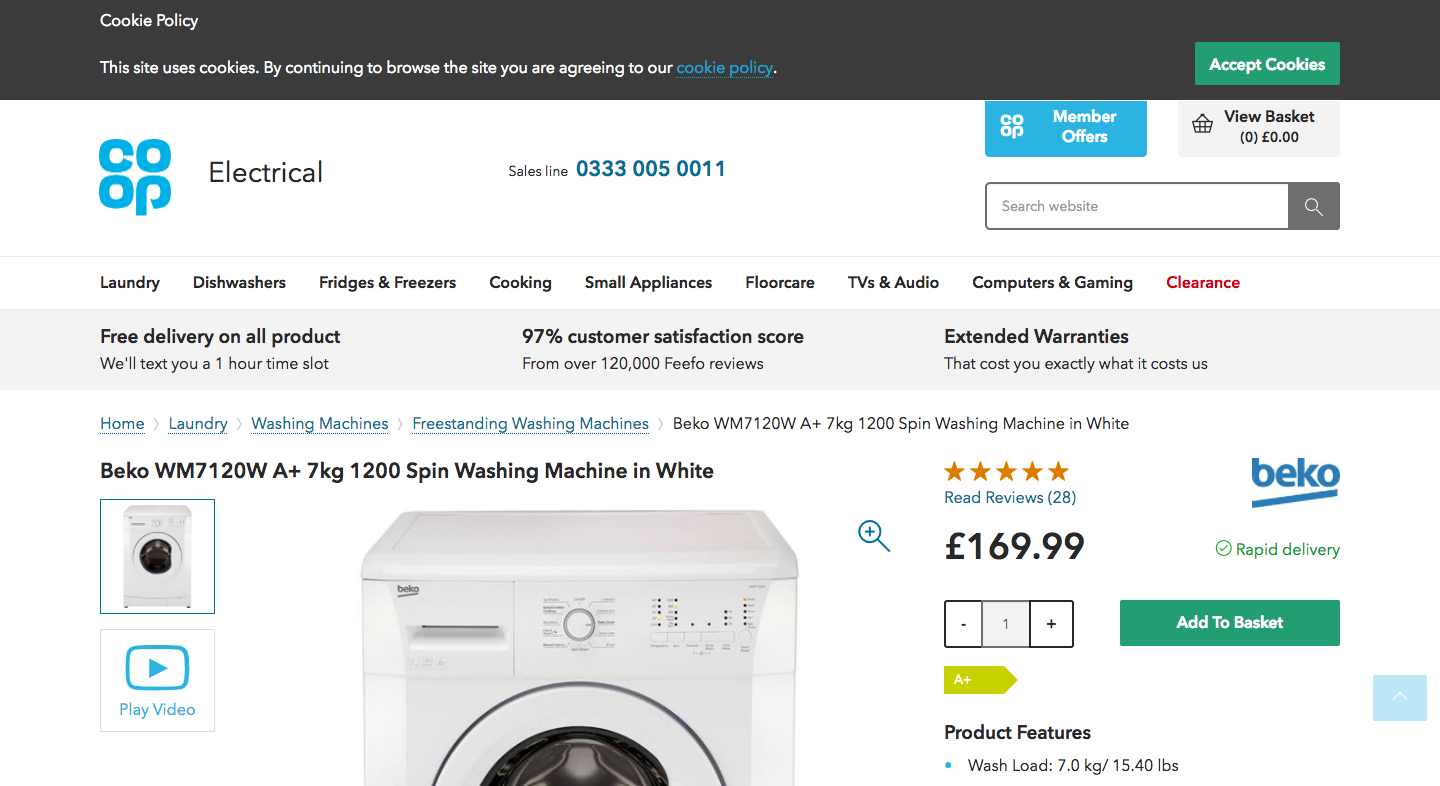 Cookie Policy
This site uses cookies. By continuing to browse the site you are agreeing to our cookie policy.
Accept Cookies
co
op
Electrical
Sales line 0333 005 0011
co
op
Member
Offers
View Basket
(0) £0.00
Search website
Laundry
Dishwashers
Fridges & Freezers
Cooking
Small Appliances
Floorcare
TVs & Audio
Computers & Gaming
Clearance
Free delivery on all product
We'll text you a 1 hour time slot
97% customer satisfaction score
From over 120,000 Feefo reviews
Extended Warranties
That cost you exactly what it costs us
Home
Laundry
Washing Machines
Freestanding Washing Machines
Beko WM7120W A+ 7kg 1200 Spin Washing Machine in White
Beko WM7120W A+ 7kg 1200 Spin Washing Machine in White
Play Video
beko
Read Reviews (28)
beko
£169.99
Rapid delivery
-
1
+
Add To Basket
A+
Product Features
Wash Load: 7.0 kg/ 15.40 lbs